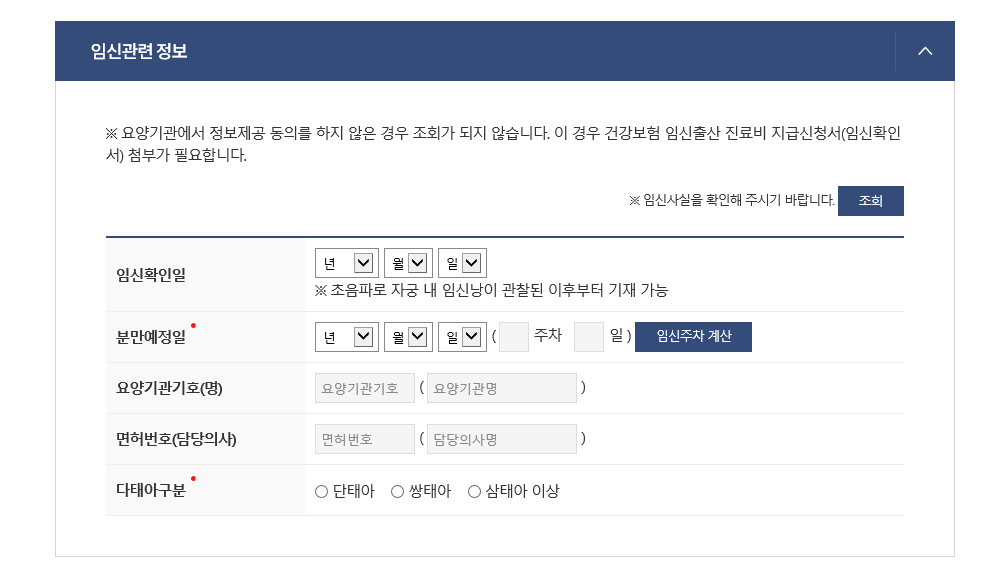 임신관련 정보
※ 요양기관에서 정보제공 동의를 하지 않은 경우 조회가 되지 않습니다. 이 경우 건강보험 임신출산 진료비 지급신청서(임신확인
서) 첨부가 필요합니다.
※ 임신사실을 확인해 주시기 바랍니다. 조회
임신확인일 년 월 일
※ 초음파로 자궁 내 임신낭이 관찰된 이후부터 기재 가능
분만예정일 년 월 일 ( 주차 일 ) 임신주차 계산
요양기관기호(명) 요양기관기호 ( 요양기관명 )
면허번호(담당의사) 면허번호 ( 담당의사명 )
다태아구분 단태아 쌍태아 삼태아 이상